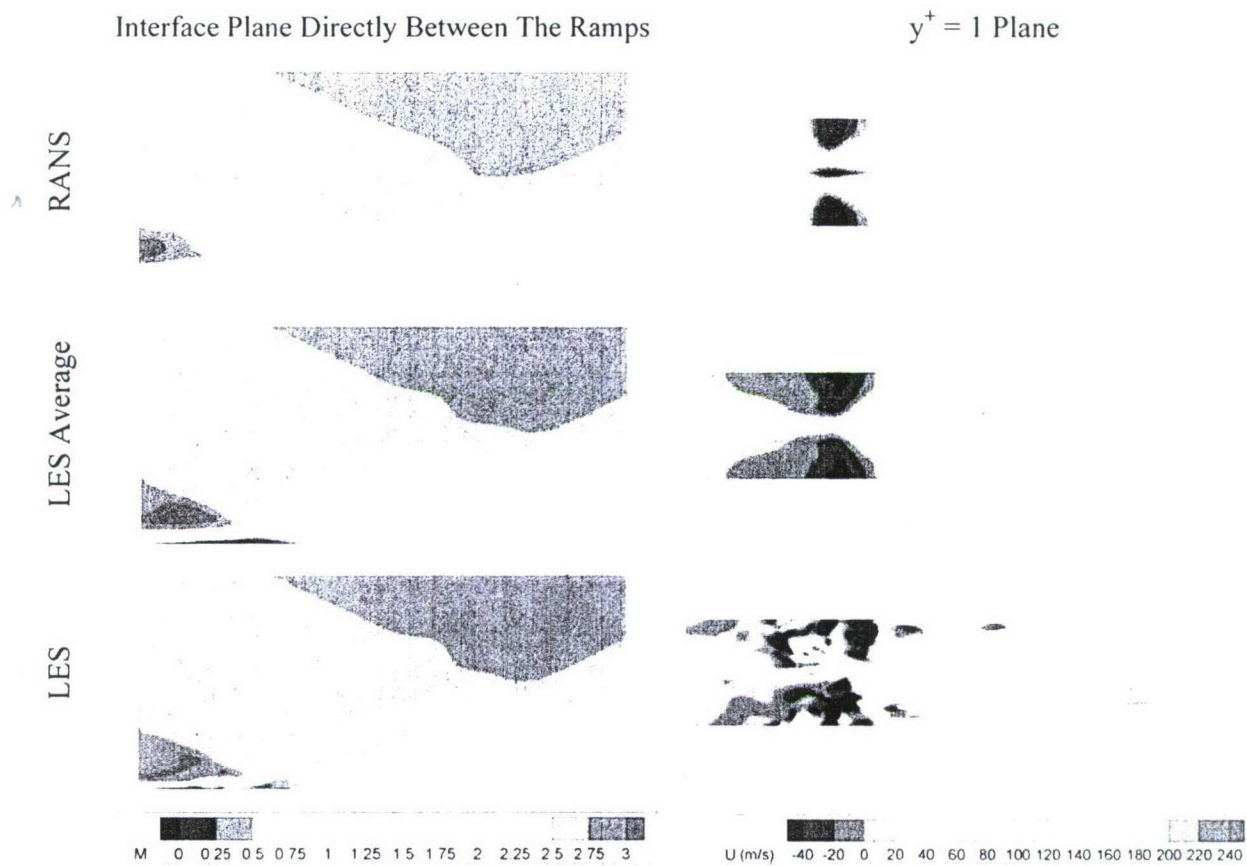 Interface Plane Directly Between The Ramps
y+ = 1 Plane
RANS
LES Average
LES
M 0 0 25 0 5 0 75 1 1 25 1 5 1 75 2 2 25 2 5 2 75 3
U (m/s) -40 -20 0 20 40 60 80 100 120 140 160 180 200 220 240